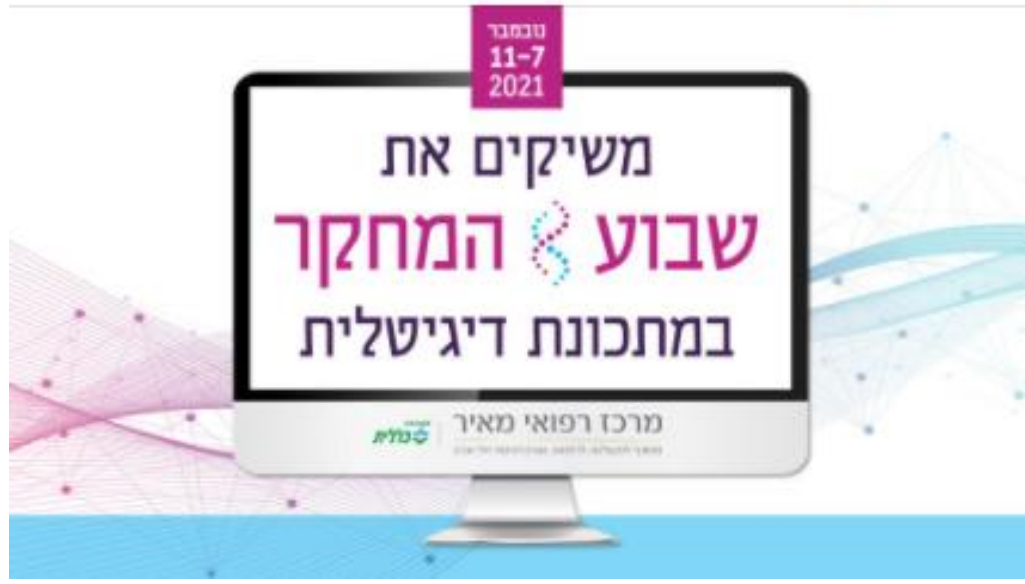 נובמבר
11-7
2021
משיקים את
שבוע המחקר
במתכונת דיגיטלית
מרכז רפואי מאיר
כללית